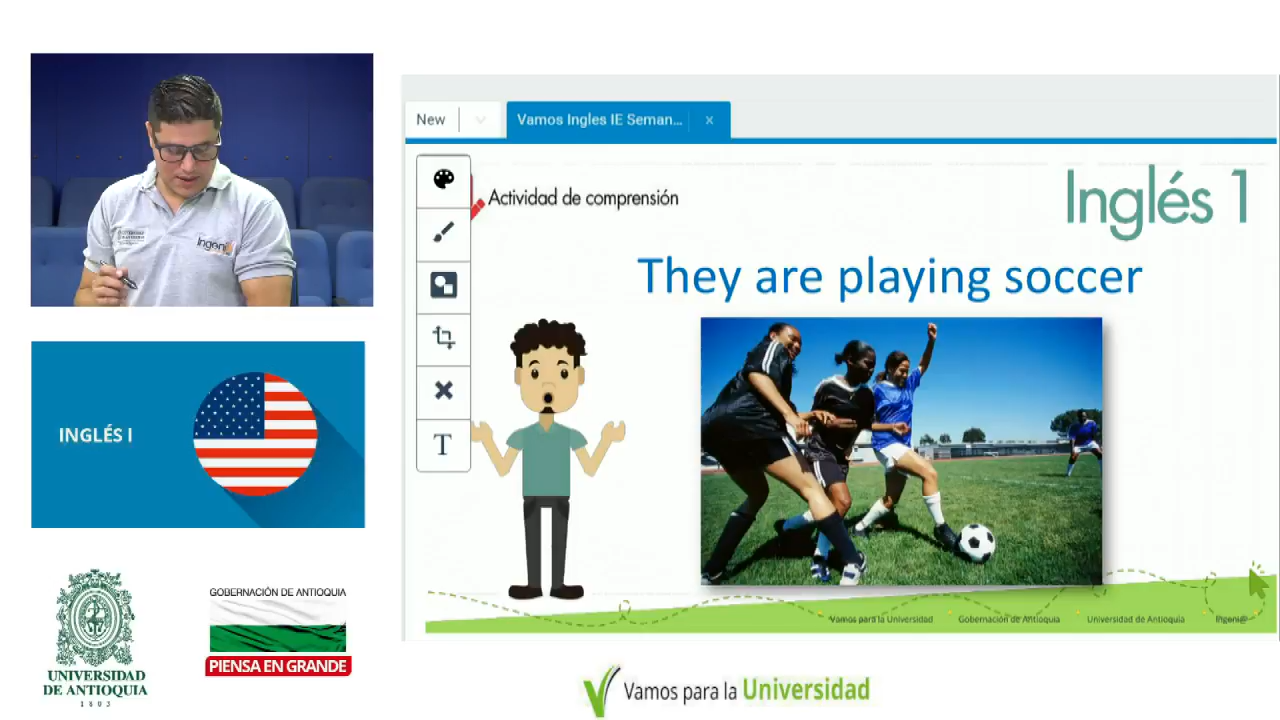 New
Vamos Ingles IE Seman...
Actividad de comprensión
Inglés 1
They are playing soccer
T
INGLÉS I
UNIVERSIDAD
DE ANTIOQUIA
1803
GOBERNACIÓN DE ANTIOQUIA
PIENSA EN GRANDE
Vamos para la Universidad
Gobernación de Antioquia
Universidad de Antioquia
Ingeni@
Vamos para la Universidad